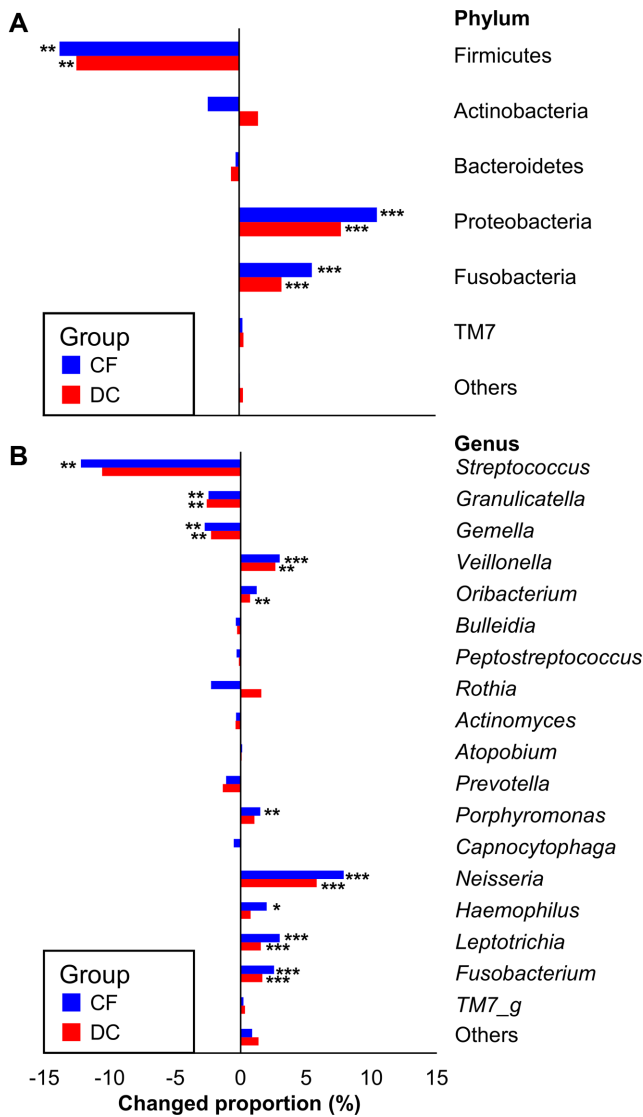 A
Phylum
** Firmicutes
**
Actinobacteria
Bacteroidetes
*** Proteobacteria
***
*** Fusobacteria
***
TM7
Others
Group
CF
DC
B
Genus
** Streptococcus
** Granulicatella
**
** Gemella
**
*** Veillonella
**
Oribacterium
**
Bulleidia
Peptostreptococcus
Rothia
Actinomyces
Atopobium
Prevotella
** Porphyromonas
Capnocytophaga
*** Neisseria
***
* Haemophilus
*** Leptotrichia
***
*** Fusobacterium
***
TM7_g
Others
Group
CF
DC
-15 -10 -5 0 5 10 15
Changed proportion (%)